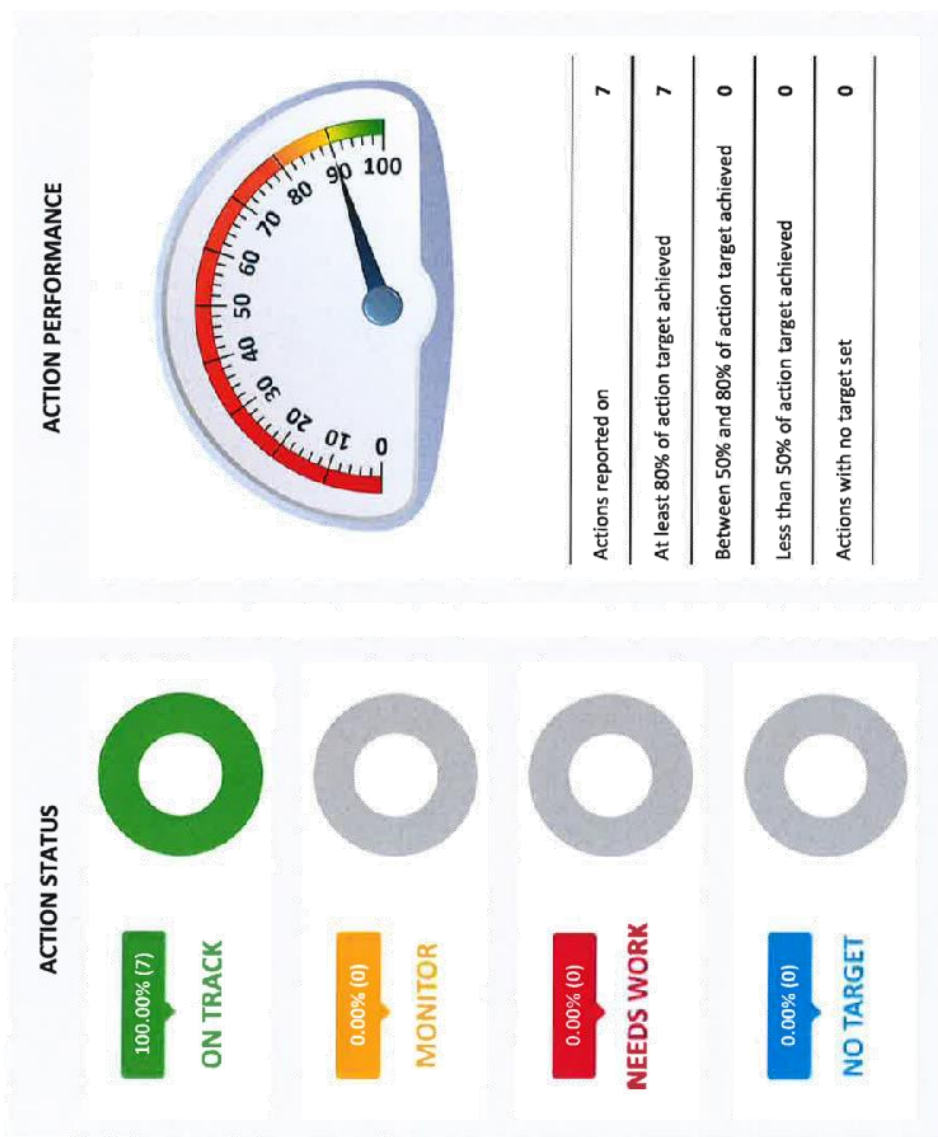 ACTION STATUS
100.00% (7)
ON TRACK
0.00% (0)
MONITOR
0.00% (0)
NEEDS WORK
0.00% (0)
NO TARGET
ACTION PERFORMANCE
0
10
20
30
40
50
60
70
80
90
100
Actions reported on 7
At least 80% of action target achieved 7
Between 50% and 80% of action target achieved 0
Less than 50% of action target achieved 0
Actions with no target set 0